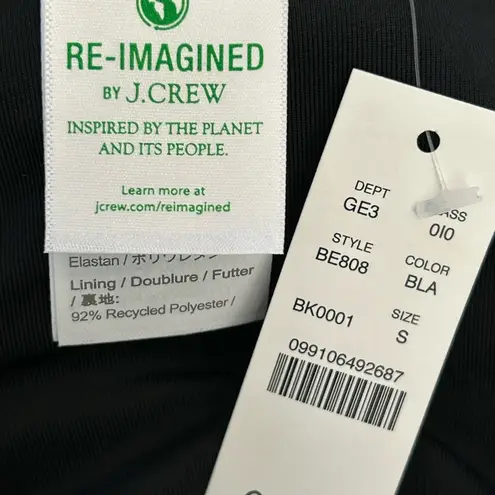 RE-IMAGINED
BY J.CREW
INSPIRED BY THE PLANET
AND ITS PEOPLE.
Learn more at
jcrew.com/reimagined
Elastan / ポリウレタン
Lining / Doublure / Futter
/ 裏地:
92% Recycled Polyester /
DEPT
GE3
0I0
STYLE
BE808
COLOR
BLA
BK0001
SIZE
S
099106492687